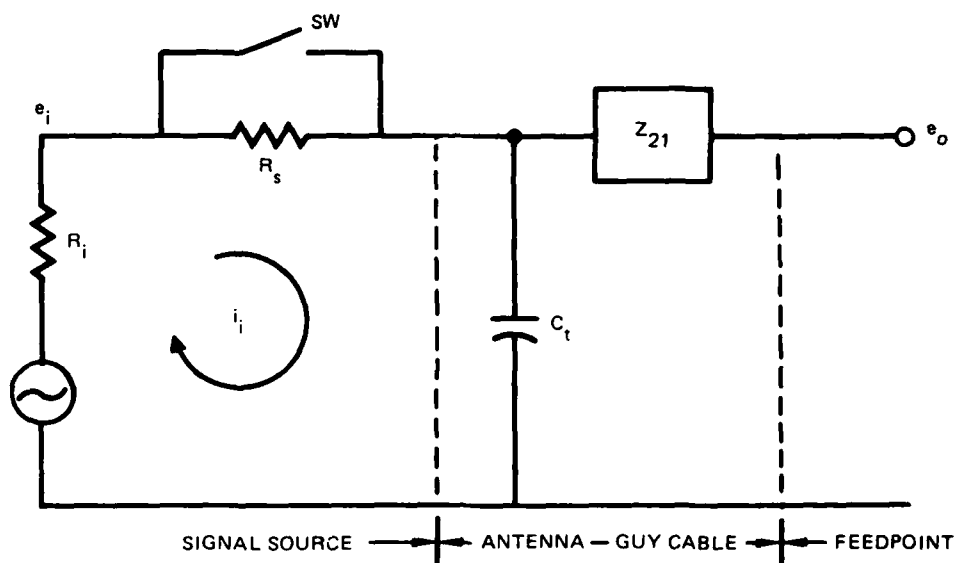 SW
e_i
R_s
Z_21
e_o
R_i
i_i
C_t
SIGNAL SOURCE
ANTENNA — GUY CABLE
FEEDPOINT